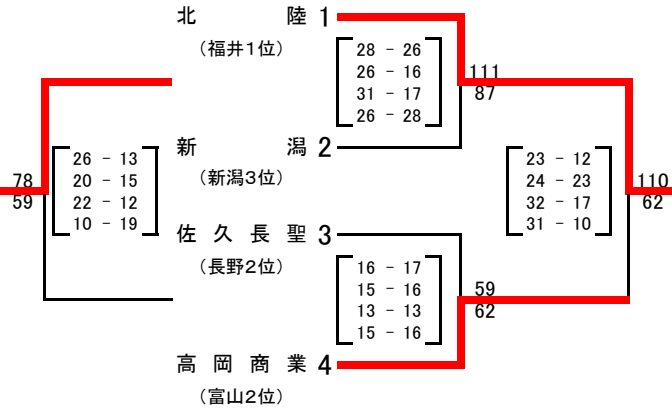 北 陸 1
(福井1位)
28 - 26
26 - 16
31 - 17
26 - 28
111
87
新 潟 2
(新潟3位)
26 - 13
20 - 15
22 - 12
10 - 19
78
59
23 - 12
24 - 23
32 - 17
31 - 10
110
62
佐 久 長 聖 3
(長野2位)
16 - 17
15 - 16
13 - 13
15 - 16
59
62
高 岡 商 業 4
(富山2位)